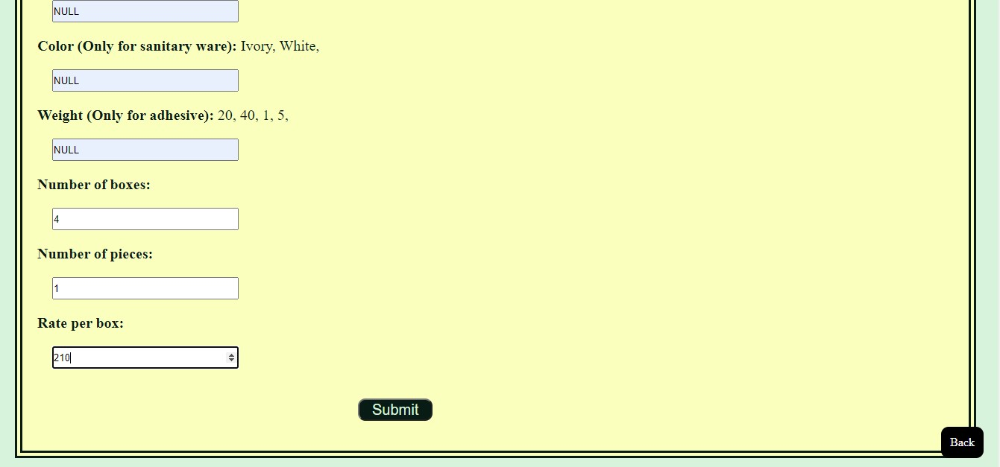 NULL
Color (Only for sanitary ware): Ivory, White,
NULL
Weight (Only for adhesive): 20, 40, 1, 5,
NULL
Number of boxes:
4
Number of pieces:
1
Rate per box:
210
Submit
Back